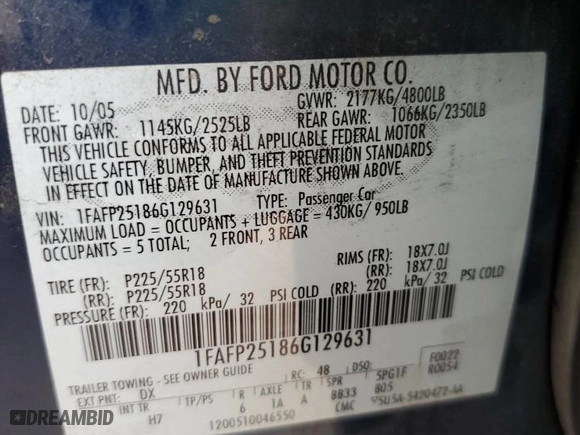 MFD. BY FORD MOTOR CO.
DATE: 10/05 GVWR: 2177KG/4800LB
FRONT GAWR: 1145KG/2525LB REAR GAWR: 1066KG/2350LB
THIS VEHICLE CONFORMS TO ALL APPLICABLE FEDERAL MOTOR
VEHICLE SAFETY, BUMPER, AND THEFT PREVENTION STANDARDS
IN EFFECT ON THE DATE OF MANUFACTURE SHOWN ABOVE.
VIN: 1FAFP25186G129631 TYPE: Passenger Car
MAXIMUM LOAD = OCCUPANTS + LUGGAGE = 430KG/ 950LB
OCCUPANTS = 5 TOTAL; 2 FRONT, 3 REAR
TIRE (FR): P225/55R18 RIMS (FR): 18X7.0J
(RR): P225/55R18 (RR): 18X7.0J
PRESSURE (FR): 220 kPa/ 32 PSI COLD (RR): 220 kPa/ 32 PSI COLD
1FAFP25186G129631
F0022
R0054
TRAILER TOWING - SEE OWNER GUIDE RC: 48 DSO:
EXT PNT: DX
INT TR TP/PS R AXLE TR SPR
H7 6 1A A BB33
1200510046550 CMC
DREAMBID